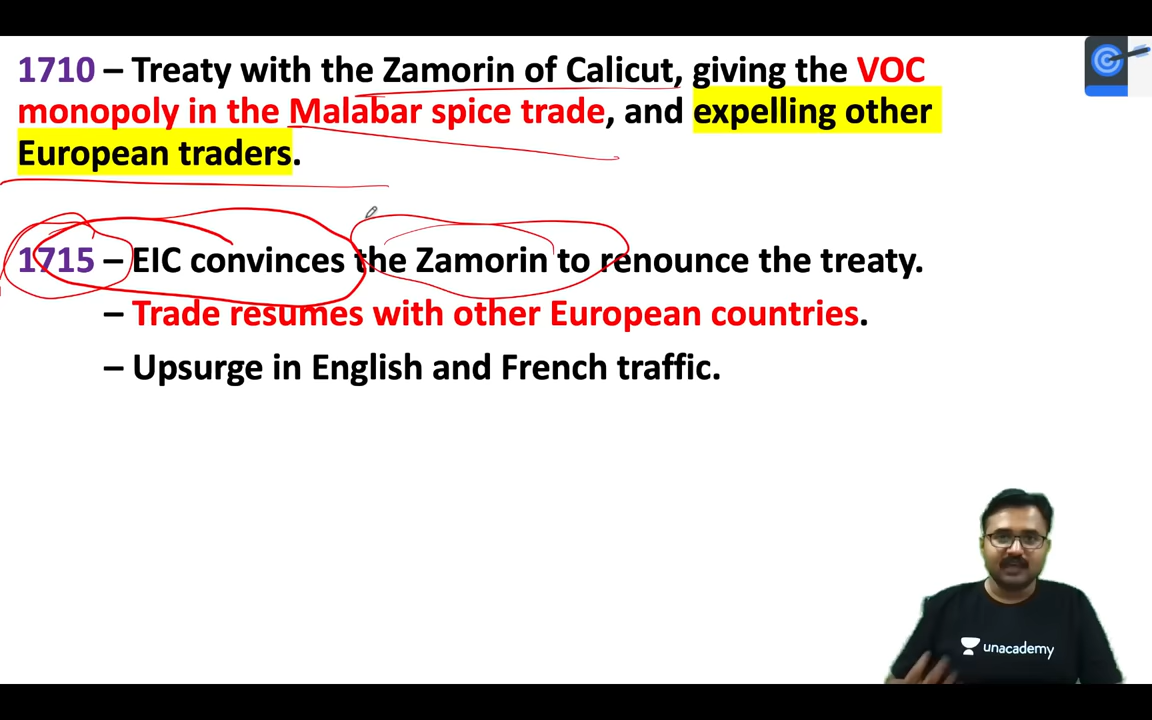 1710 – Treaty with the Zamorin of Calicut, giving the VOC
monopoly in the Malabar spice trade, and expelling other
European traders.
1715 – EIC convinces the Zamorin to renounce the treaty.
– Trade resumes with other European countries.
– Upsurge in English and French traffic.
unacademy